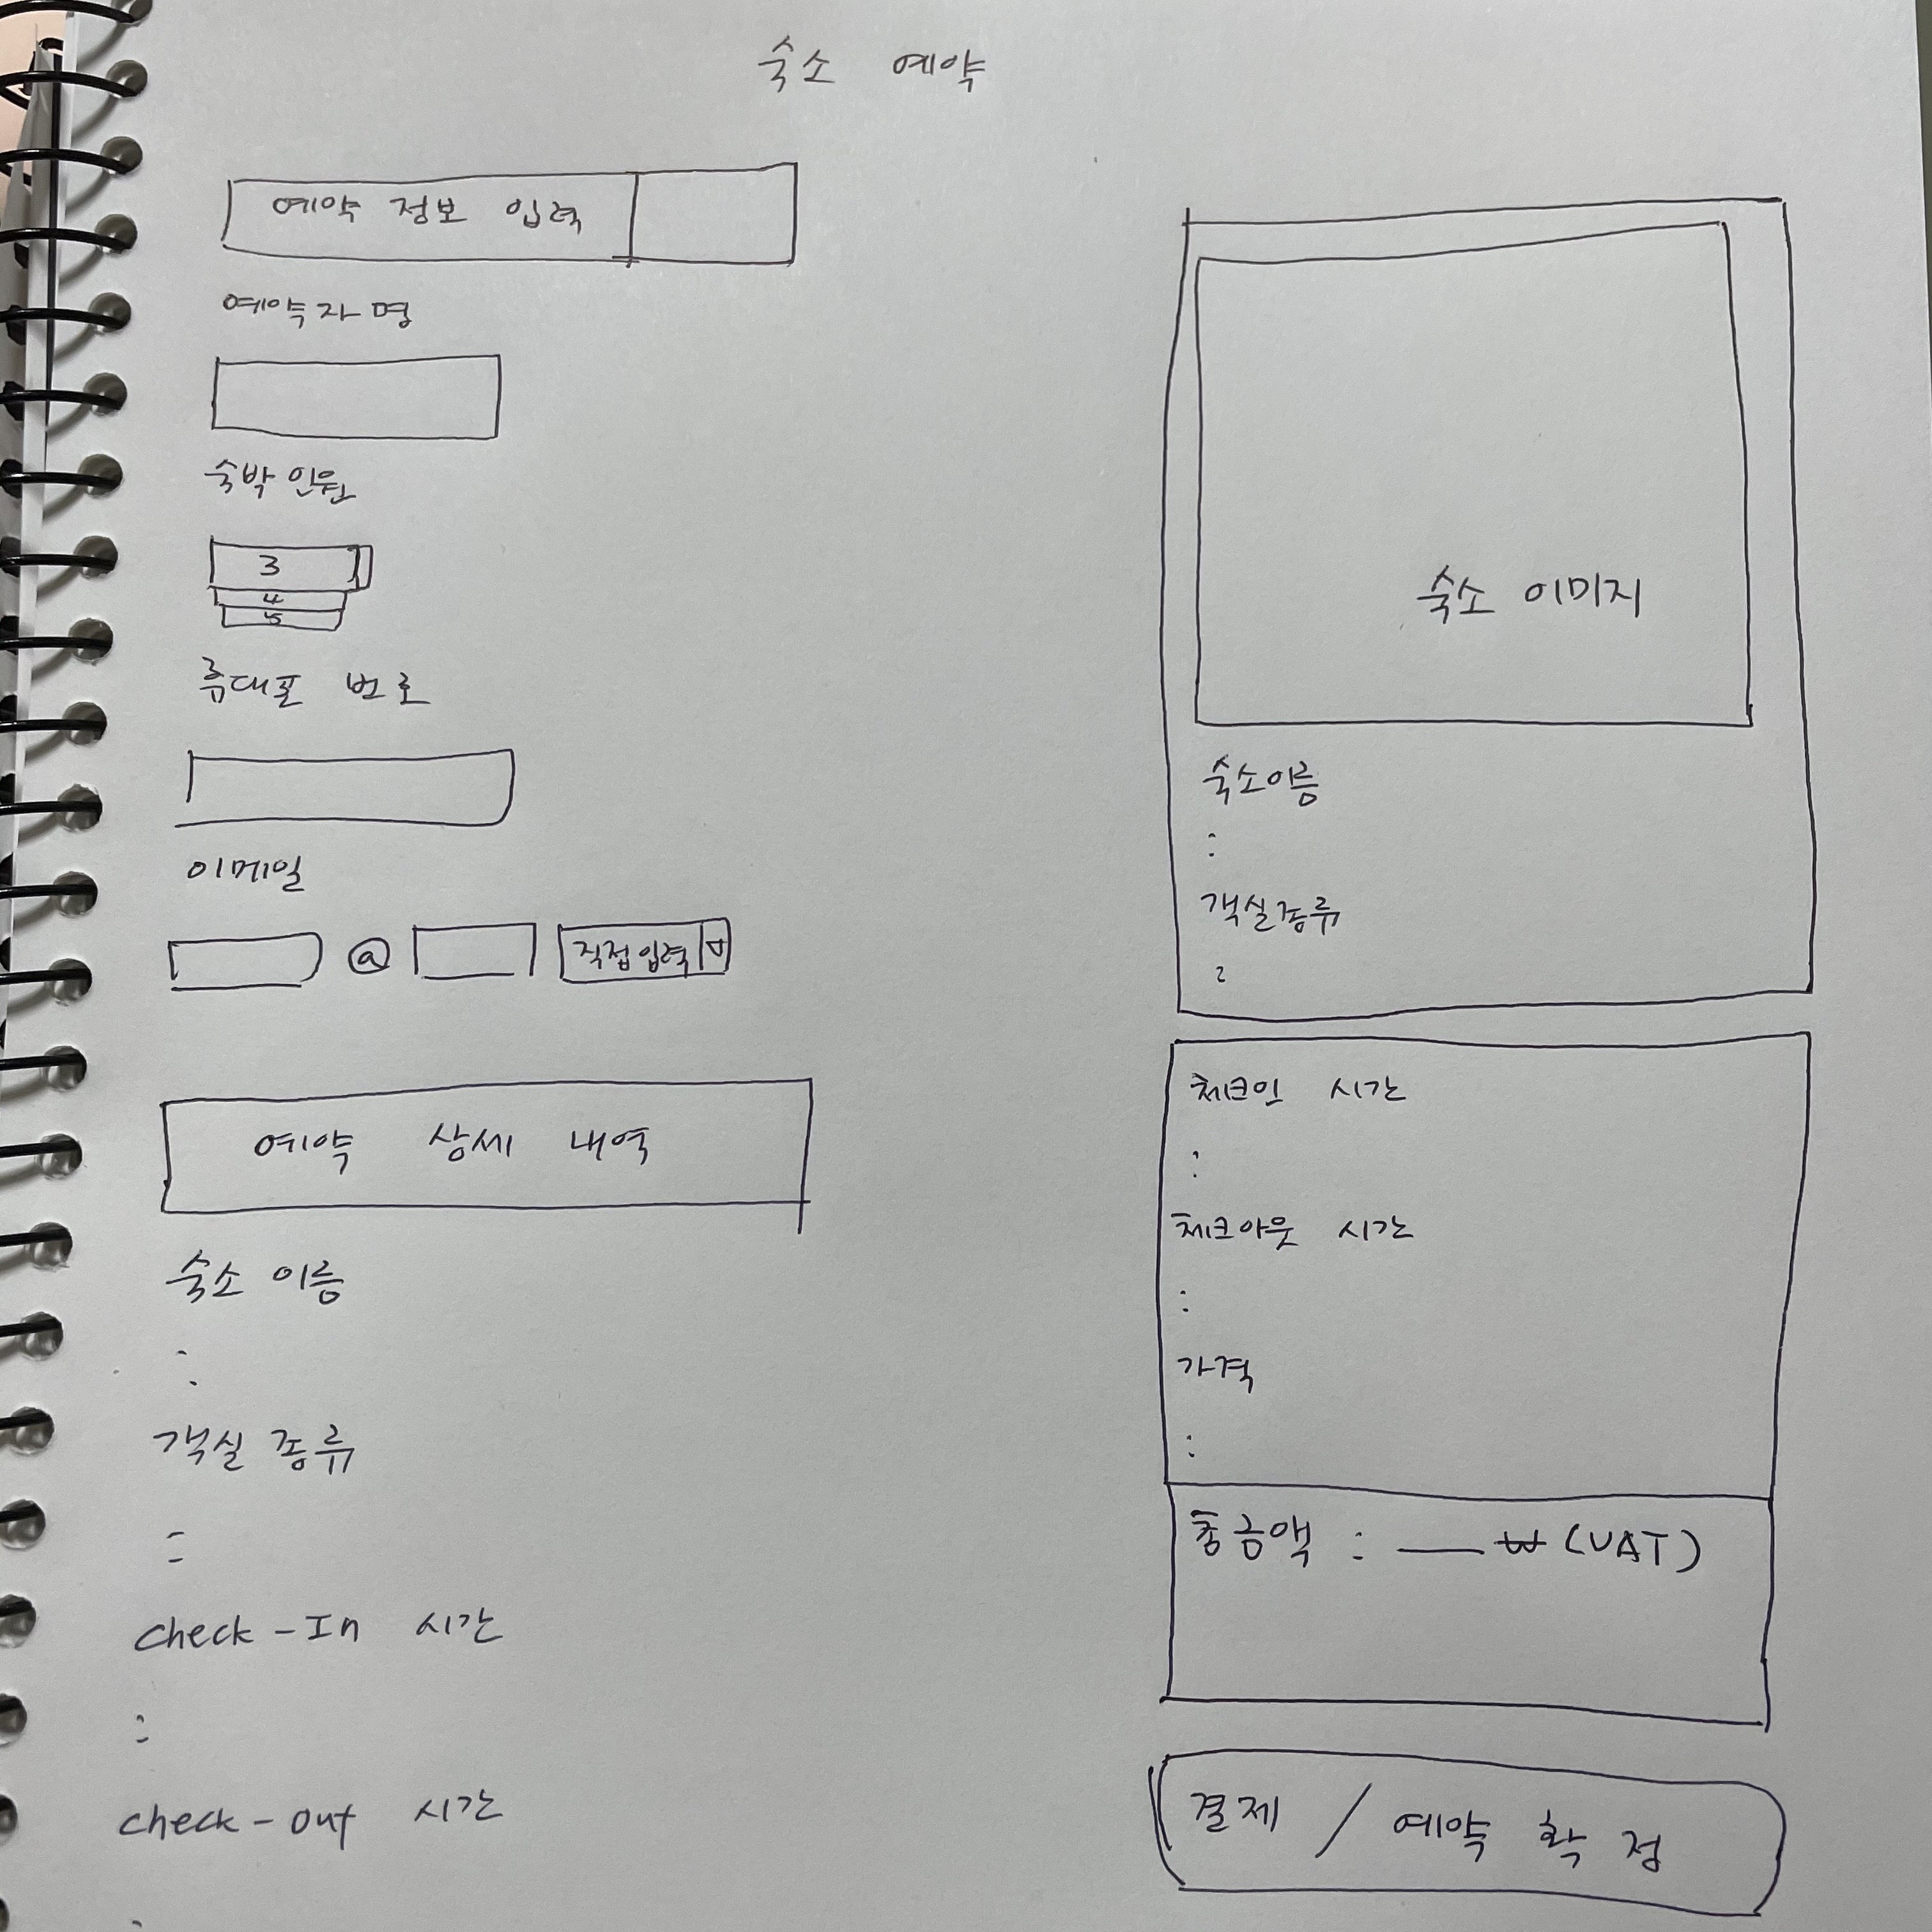 숙소 예약
예약 정보 입력
예약자 명
숙박 인원
3
4
5
휴대폰 번호
이메일
@ 직접입력
예약 상세 내역
숙소 이름
:
객실 종류
:
check-In 시간
:
check-out 시간
:
숙소 이미지
숙소이름
:
객실종류
:
체크인 시간
:
체크아웃 시간
:
가격
:
총금액 : ₩ (VAT)
결제 / 예약 확정